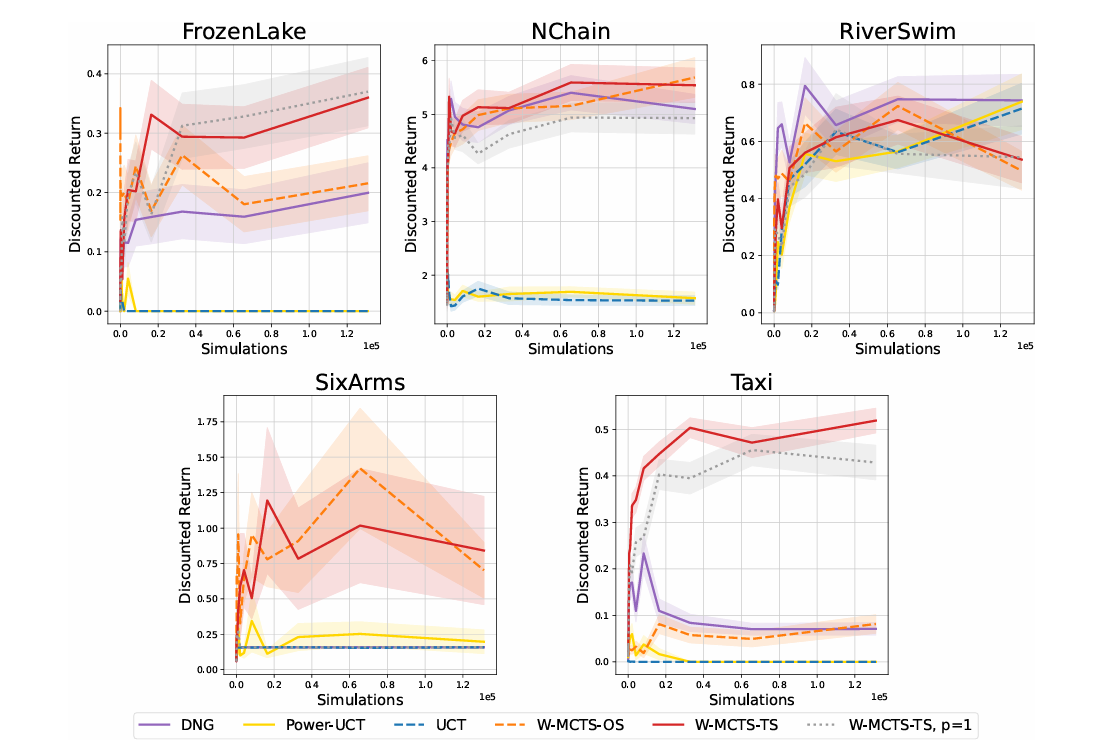 FrozenLake
0.4
0.3
0.2
0.1
0.0
Discounted Return
0.0 0.2 0.4 0.6 0.8 1.0 1.2
Simulations
1e5
NChain
6
5
4
3
2
Discounted Return
0.0 0.2 0.4 0.6 0.8 1.0 1.2
Simulations
1e5
RiverSwim
0.8
0.6
0.4
0.2
0.0
Discounted Return
0.0 0.2 0.4 0.6 0.8 1.0 1.2
Simulations
1e5
SixArms
1.75
1.50
1.25
1.00
0.75
0.50
0.25
0.00
Discounted Return
0.0 0.2 0.4 0.6 0.8 1.0 1.2
Simulations
1e5
Taxi
0.5
0.4
0.3
0.2
0.1
0.0
Discounted Return
0.0 0.2 0.4 0.6 0.8 1.0 1.2
Simulations
1e5
DNG Power-UCT UCT W-MCTS-OS W-MCTS-TS W-MCTS-TS, p=1